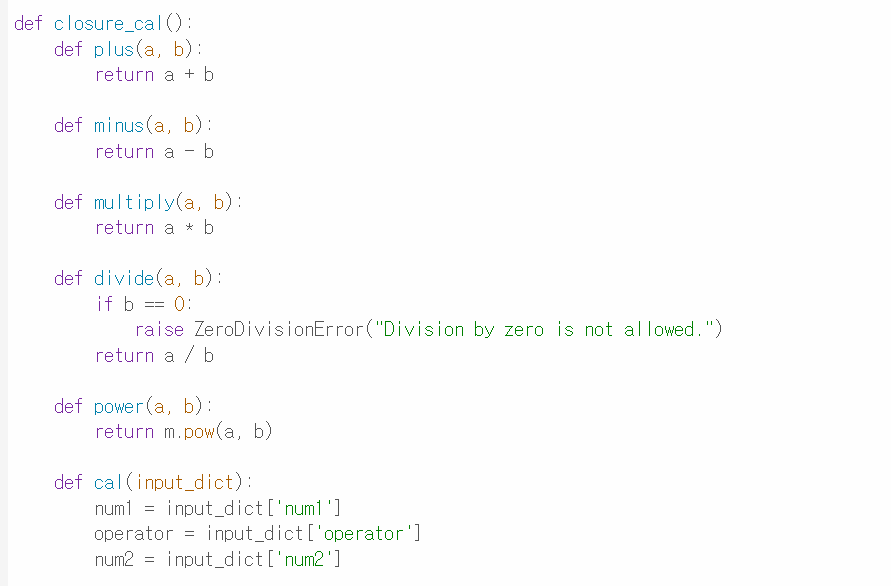 def closure_cal():
    def plus(a, b):
        return a + b
    def minus(a, b):
        return a - b
    def multiply(a, b):
        return a * b
    def divide(a, b):
        if b == 0:
            raise ZeroDivisionError("Division by zero is not allowed.")
        return a / b
    def power(a, b):
        return m.pow(a, b)
    def cal(input_dict):
        num1 = input_dict['num1']
        operator = input_dict['operator']
        num2 = input_dict['num2']